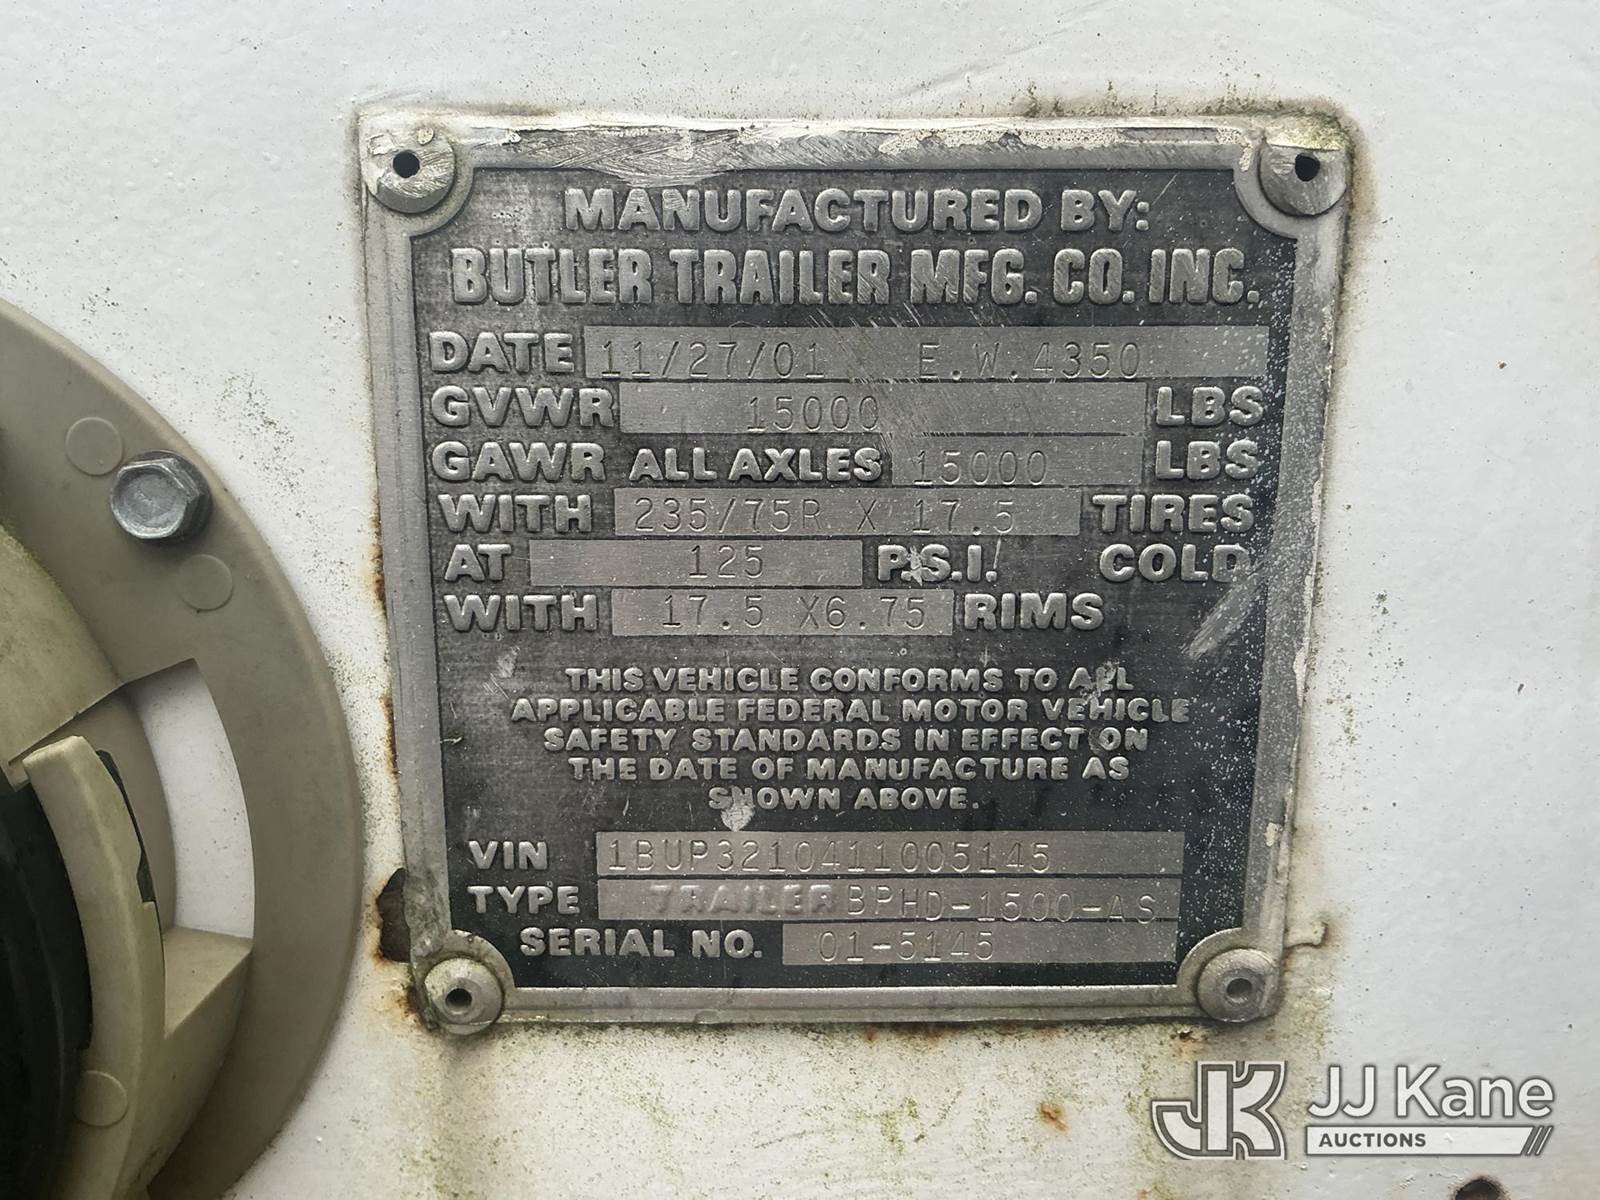 MANUFACTURED BY:
BUTLER TRAILER MFG. CO. INC.
DATE 11/27/01 E.W.4350
GVWR 15000 LBS
GAWR ALL AXLES 15000 LBS
WITH 235/75R X 17.5 TIRES
AT 125 P.S.I. COLD
WITH 17.5 X6.75 RIMS
THIS VEHICLE CONFORMS TO ALL
APPLICABLE FEDERAL MOTOR VEHICLE
SAFETY STANDARDS IN EFFECT ON
THE DATE OF MANUFACTURE AS
SHOWN ABOVE.
VIN 1BUP3210411005145
TYPE TRAILER BPHD-1500-AS
SERIAL NO. 01-5145
JK JJ Kane
AUCTIONS